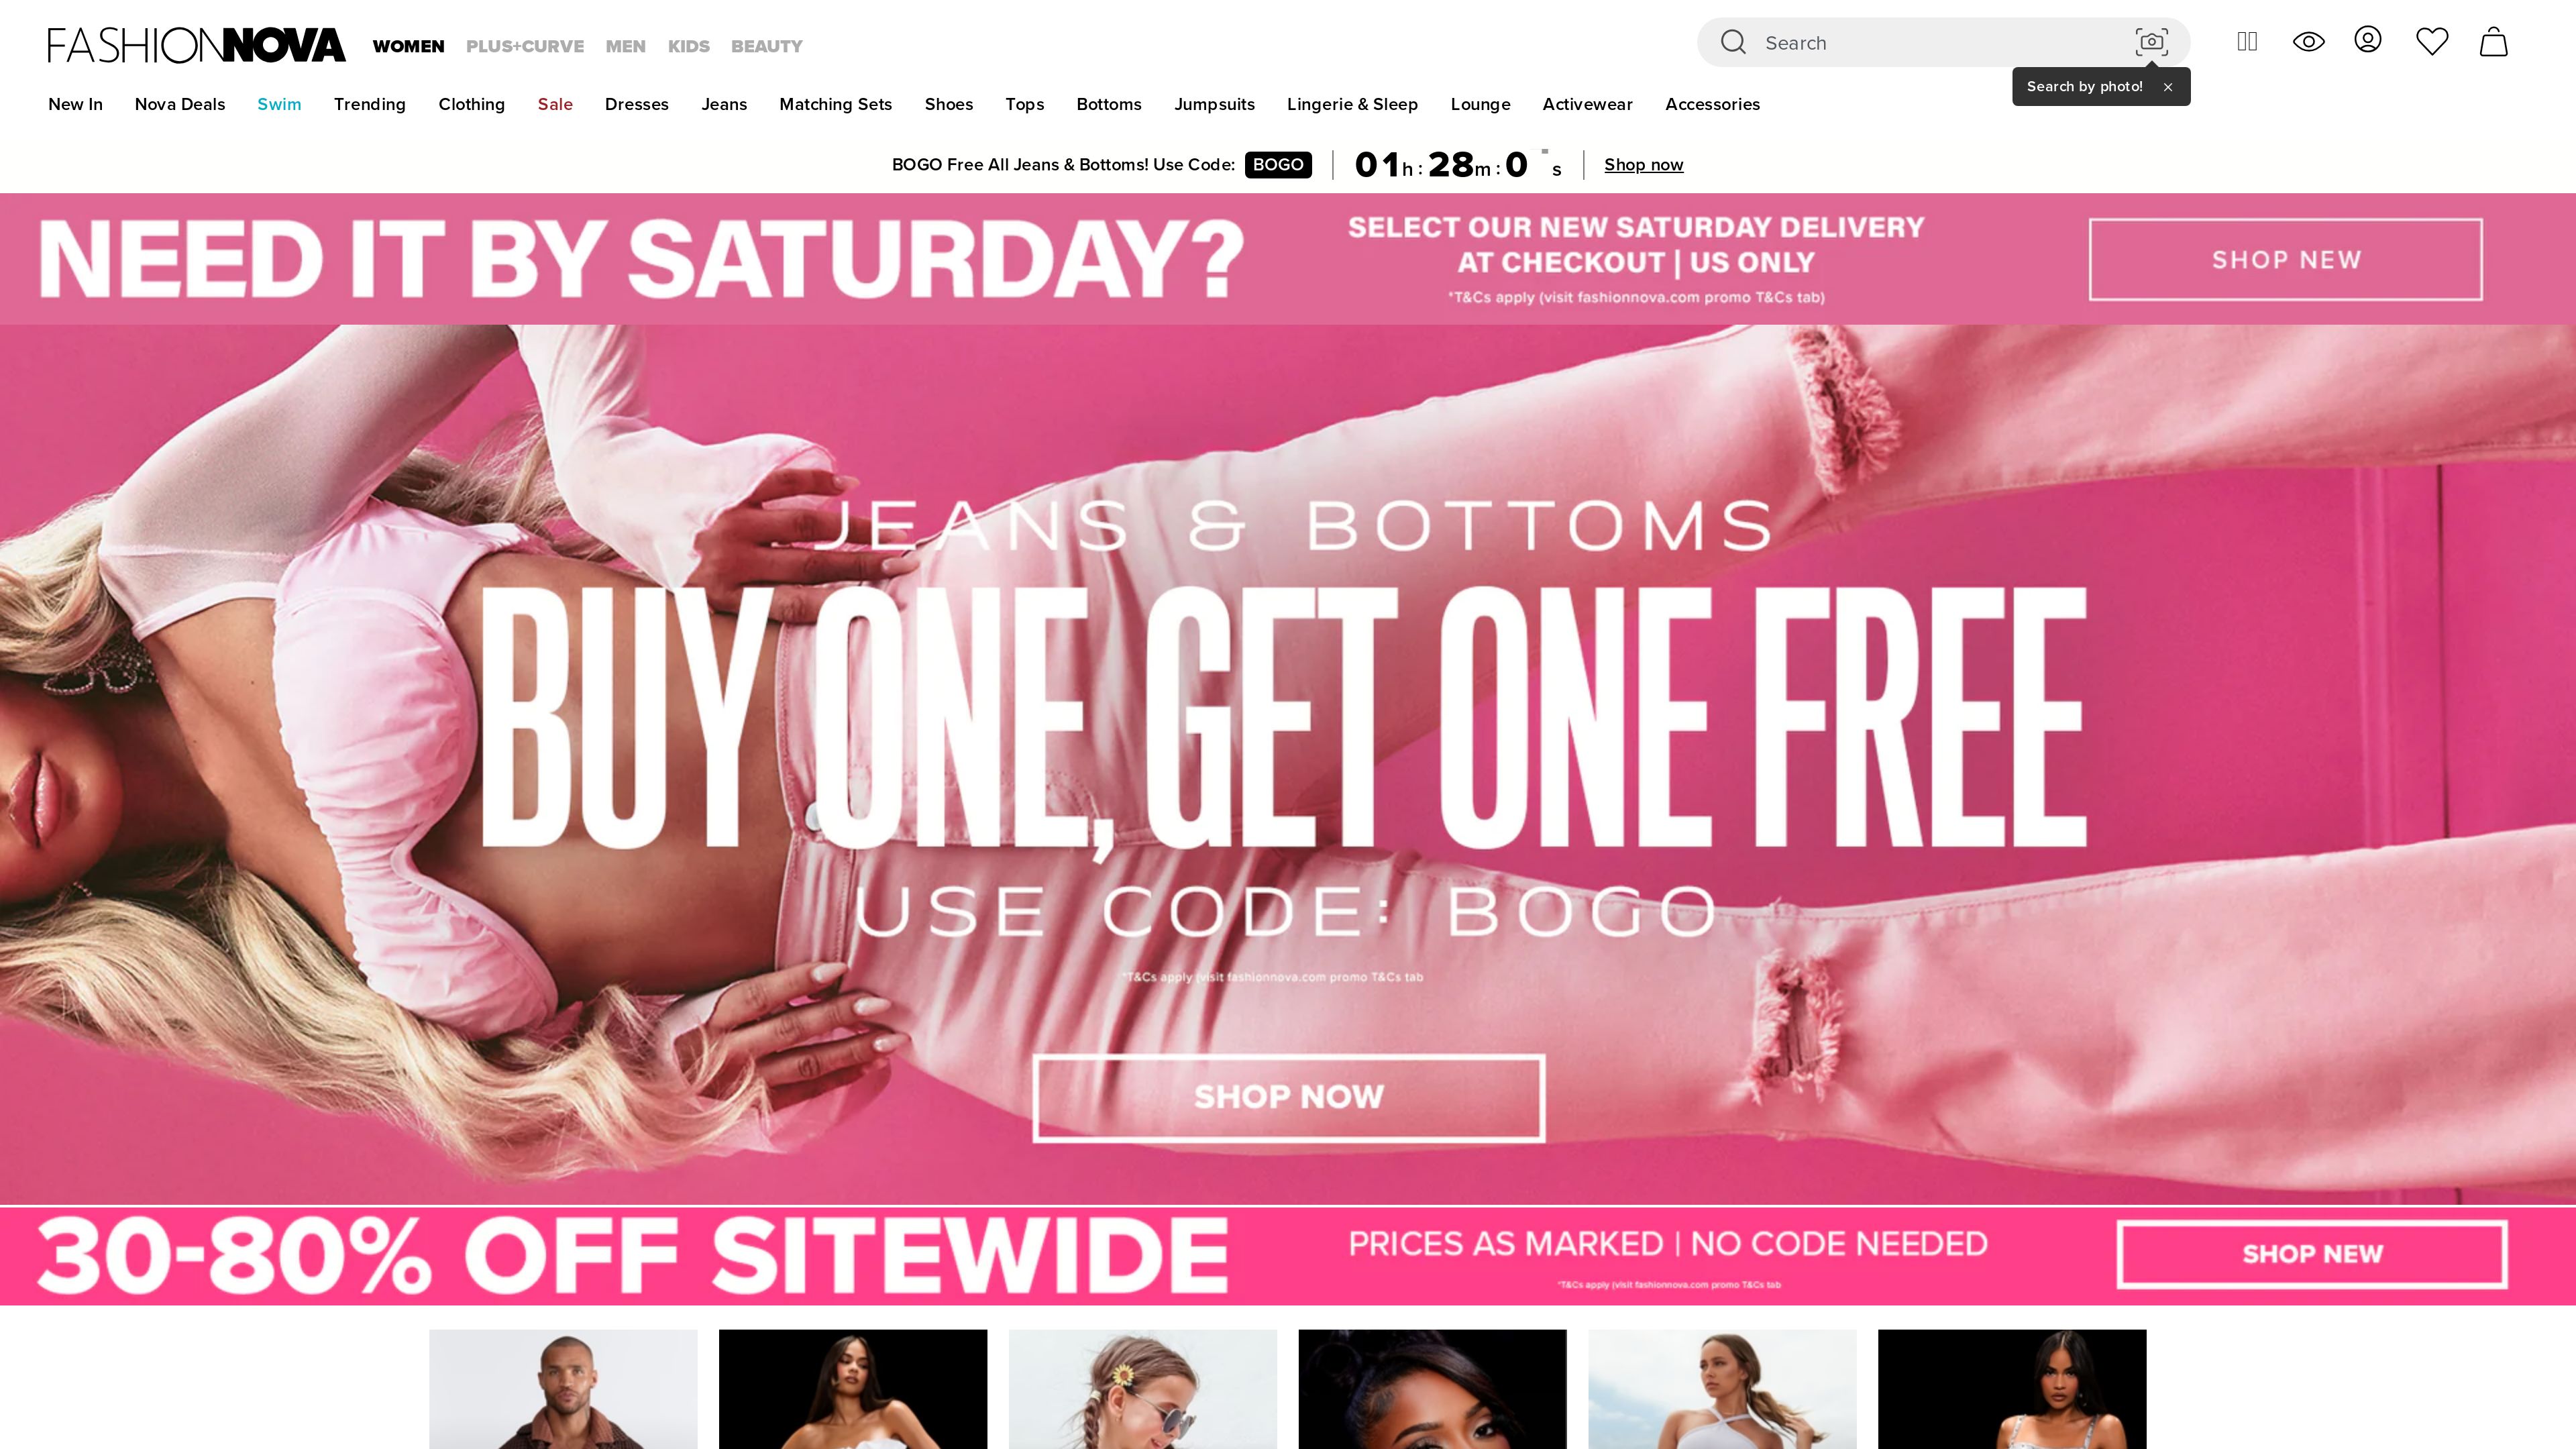 FASHIONNOVA WOMEN PLUS+CURVE MEN KIDS BEAUTY Search
Search by photo! ×
New In Nova Deals Swim Trending Clothing Sale Dresses Jeans Matching Sets Shoes Tops Bottoms Jumpsuits Lingerie & Sleep Lounge Activewear Accessories
BOGO Free All Jeans & Bottoms! Use Code: BOGO 01h : 28m : 0 s Shop now
NEED IT BY SATURDAY?
SELECT OUR NEW SATURDAY DELIVERY
AT CHECKOUT | US ONLY
*T&Cs apply (visit fashionnova.com promo T&Cs tab)
SHOP NEW
JEANS & BOTTOMS
BUY ONE, GET ONE FREE
USE CODE: BOGO
*T&Cs apply (visit fashionnova.com promo T&Cs tab
SHOP NOW
30-80% OFF SITEWIDE
PRICES AS MARKED | NO CODE NEEDED
*T&Cs apply (visit fashionnova.com promo T&Cs tab
SHOP NEW